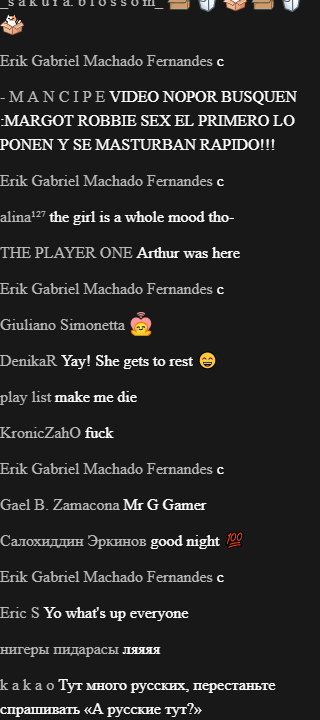 _s a k u r a. b l o s s o m_
Erik Gabriel Machado Fernandes c
- M A N C I P E VIDEO NOPOR BUSQUEN
:MARGOT ROBBIE SEX EL PRIMERO LO
PONEN Y SE MASTURBAN RAPIDO!!!
Erik Gabriel Machado Fernandes c
alina¹²⁷ the girl is a whole mood tho-
THE PLAYER ONE Arthur was here
Erik Gabriel Machado Fernandes c
Giuliano Simonetta
DenikaR Yay! She gets to rest 😄
play list make me die
KronicZahO fuck
Erik Gabriel Machado Fernandes c
Gael B. Zamacona Mr G Gamer
Салохиддин Эркинов good night 💯
Erik Gabriel Machado Fernandes c
Eric S Yo what's up everyone
нигеры пидарасы ляяяя
k a k a o Тут много русских, перестаньте
спрашивать «А русские тут?»